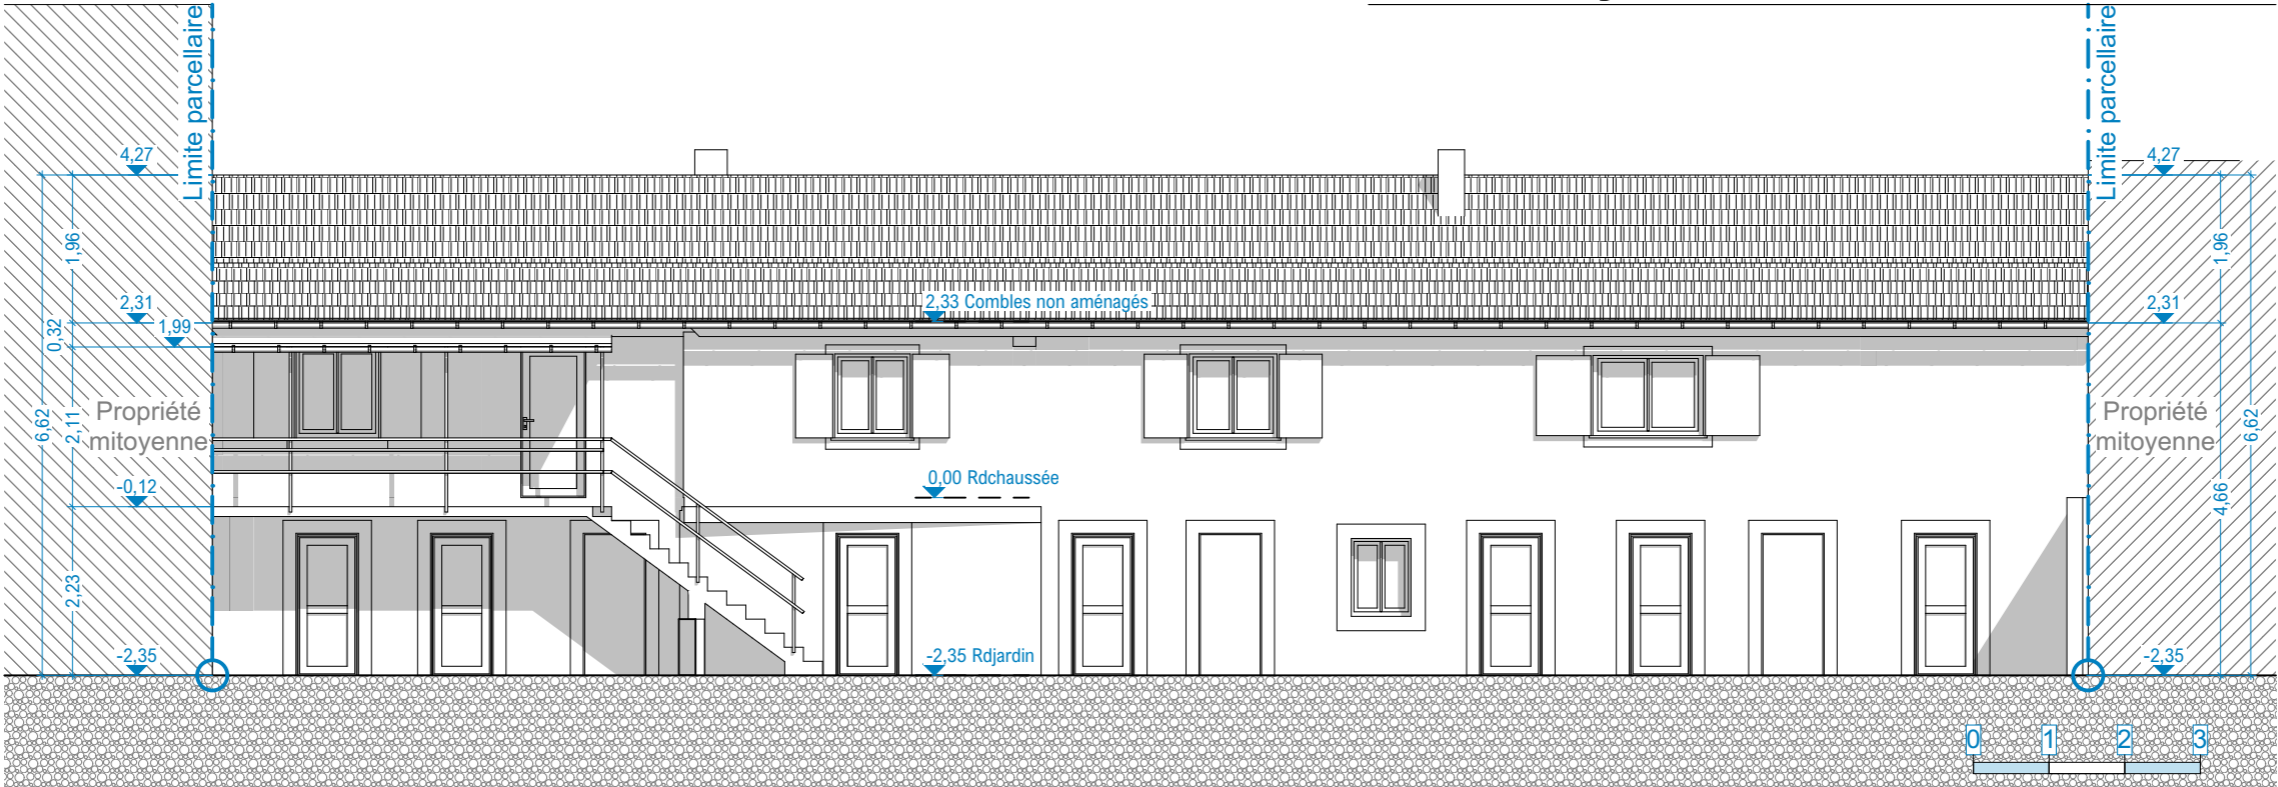 Limite parcellaire
Limite parcellaire
4,27
4,27
1,96
1,96
2,31
2,33 Combles non aménagés
2,31
0,32
1,99
6,62
2,11
Propriété
mitoyenne
Propriété
mitoyenne
6,62
-0,12
0,00 Rdchaussée
4,66
2,23
-2,35
-2,35 Rdjardin
-2,35
0 1 2 3